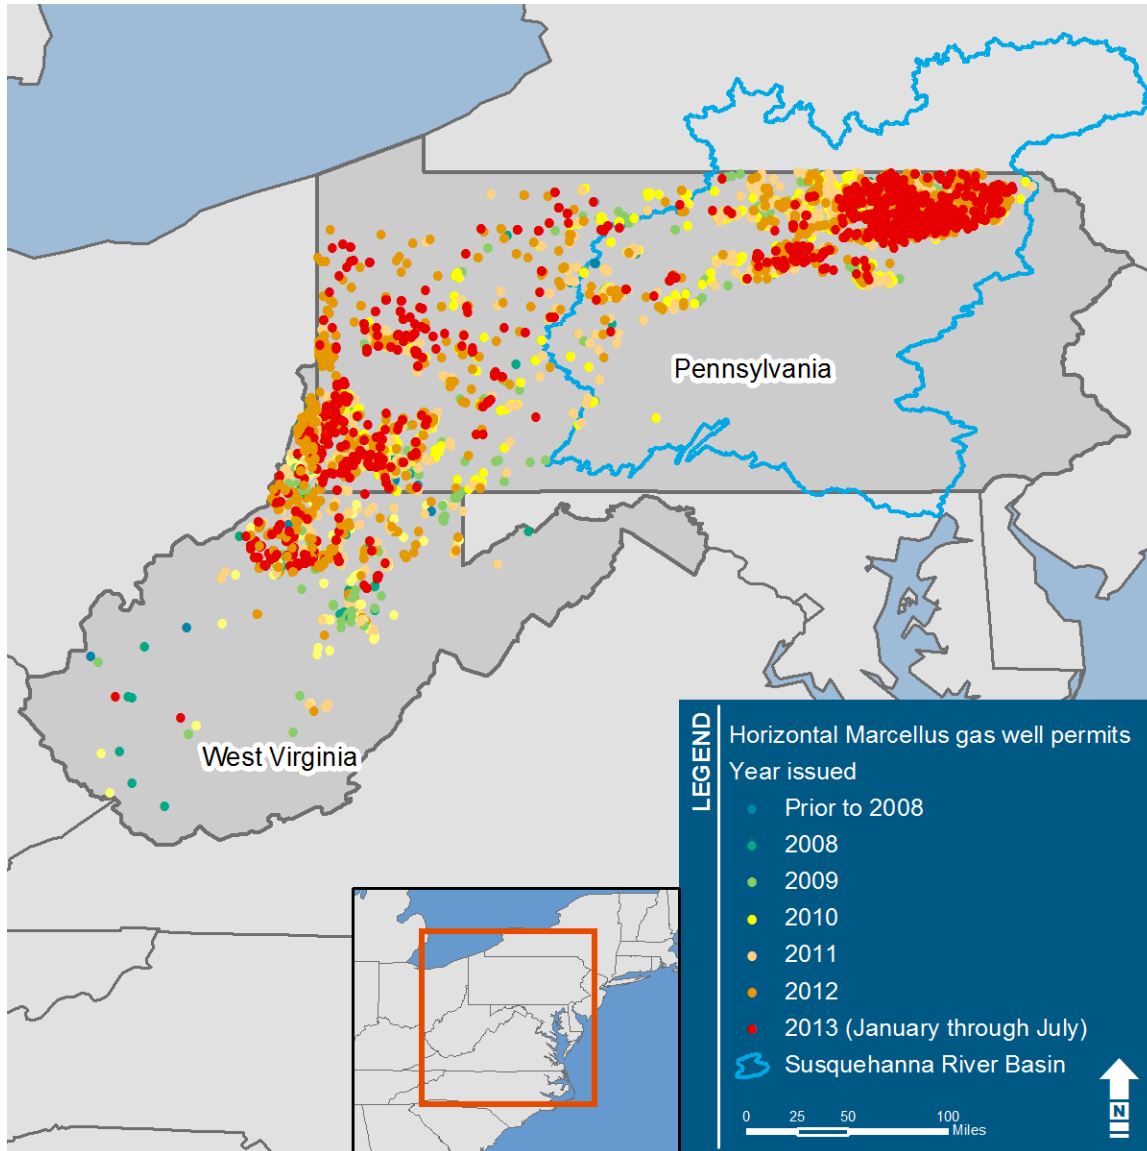 Pennsylvania
West Virginia
LEGEND
Horizontal Marcellus gas well permits
Year issued
Prior to 2008
2008
2009
2010
2011
2012
2013 (January through July)
Susquehanna River Basin
0 25 50 100
Miles
N